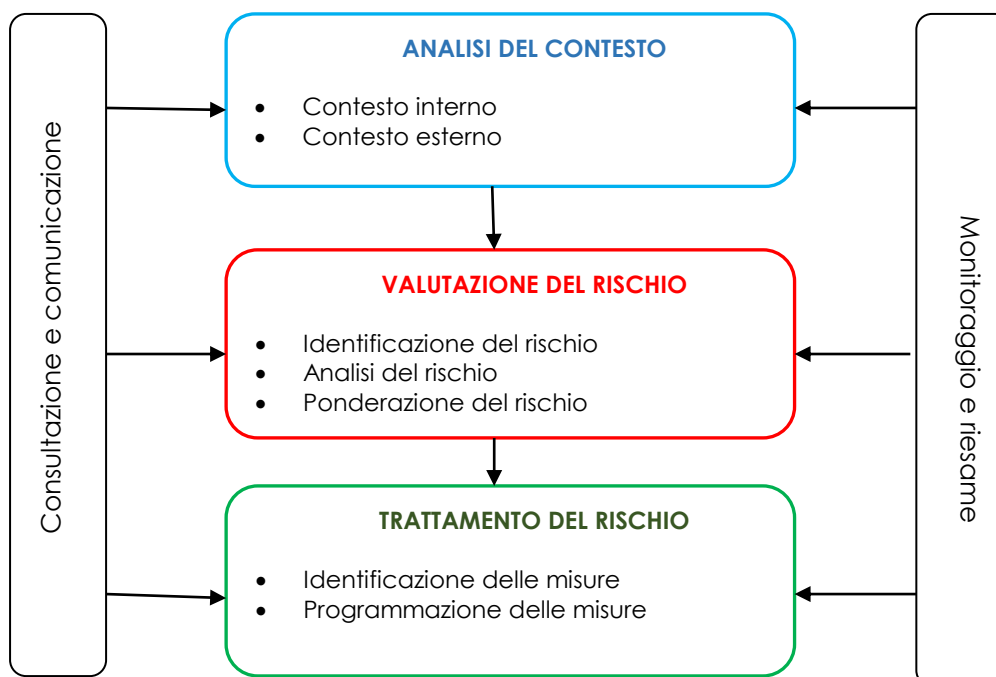 Consultazione e comunicazione
ANALISI DEL CONTESTO
• Contesto interno
• Contesto esterno
VALUTAZIONE DEL RISCHIO
• Identificazione del rischio
• Analisi del rischio
• Ponderazione del rischio
TRATTAMENTO DEL RISCHIO
• Identificazione delle misure
• Programmazione delle misure
Monitoraggio e riesame